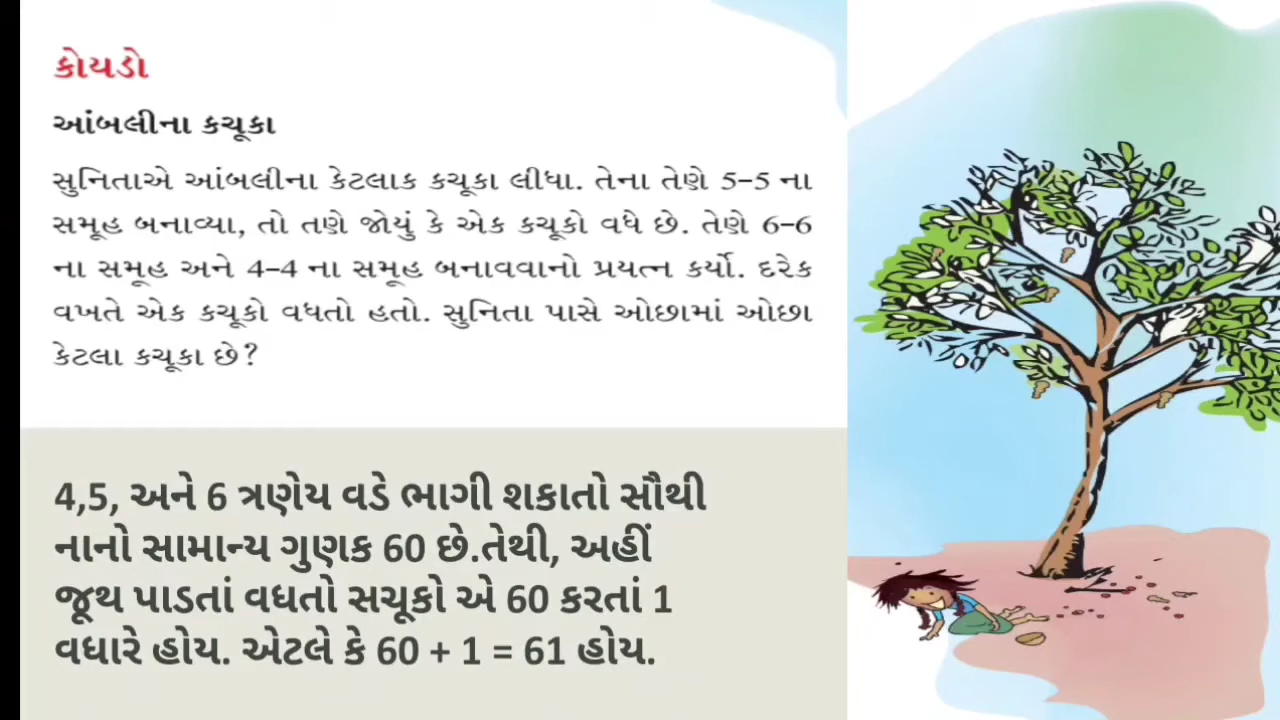 કોયડો
આંબલીના કચૂકા
સુનિતાએ આંબલીના કેટલાક કચૂકા લીધા. તેના તેણે 5–5 ના
સમૂહ બનાવ્યા, તો તણે જોયું કે એક કચૂકો વધે છે. તેણે 6–6
ના સમૂહ અને 4–4 ના સમૂહ બનાવવાનો પ્રયત્ન કર્યો. દરેક
વખતે એક કચૂકો વધતો હતો. સુનિતા પાસે ઓછામાં ઓછા
કેટલા કચૂકા છે?
4,5, અને 6 ત્રણેય વડે ભાગી શકાતો સૌથી
નાનો સામાન્ય ગુણક 60 છે.તેથી, અહીં
જૂથ પાડતાં વધતો સચૂકો એ 60 કરતાં 1
વધારે હોય. એટલે કે 60 + 1 = 61 હોય.